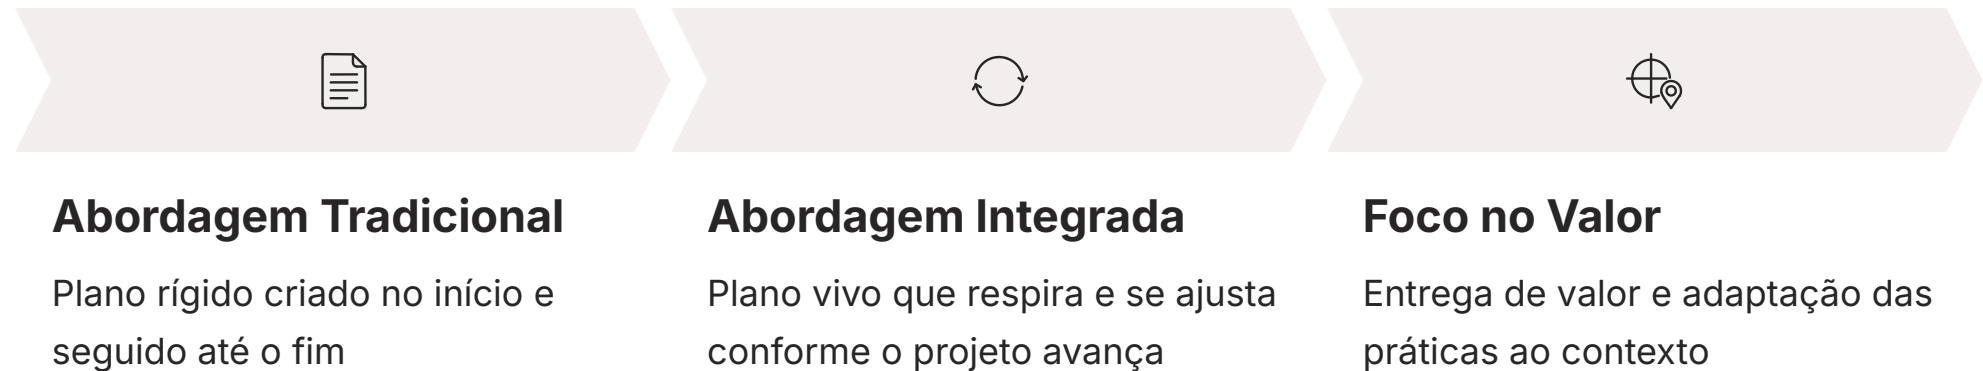 Abordagem Tradicional
Plano rígido criado no início e
seguido até o fim
Abordagem Integrada
Plano vivo que respira e se ajusta
conforme o projeto avança
Foco no Valor
Entrega de valor e adaptação das
práticas ao contexto